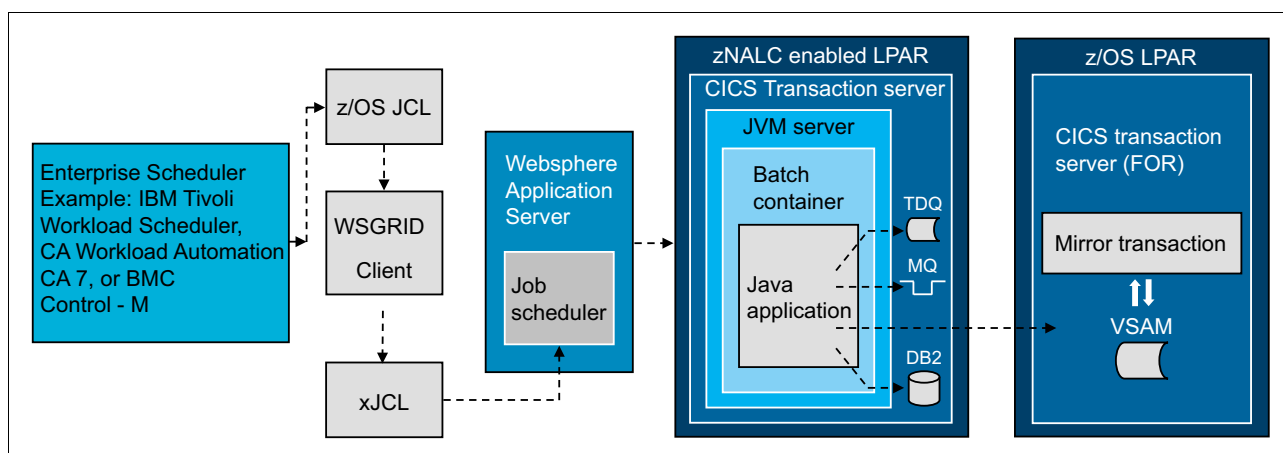 Enterprise Scheduler
Example: IBM Tivoli
Workload Scheduler,
CA Workload Automation
CA 7, or BMC
Control - M
z/OS JCL
WSGRID
Client
xJCL
Websphere
Application
Server
Job
scheduler
zNALC enabled LPAR
CICS Transaction server
JVM server
Batch
container
Java
application
TDQ
MQ
DB2
z/OS LPAR
CICS transaction
server (FOR)
Mirror transaction
VSAM